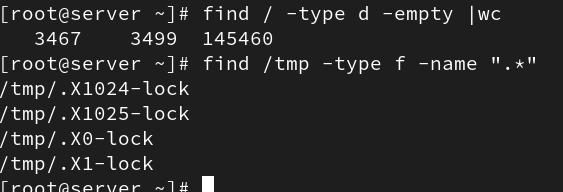 [root@server ~]# find / -type d -empty |wc
   3467    3499  145460
[root@server ~]# find /tmp -type f -name ".*"
/tmp/.X1024-lock
/tmp/.X1025-lock
/tmp/.X0-lock
/tmp/.X1-lock
[root@server ~]#